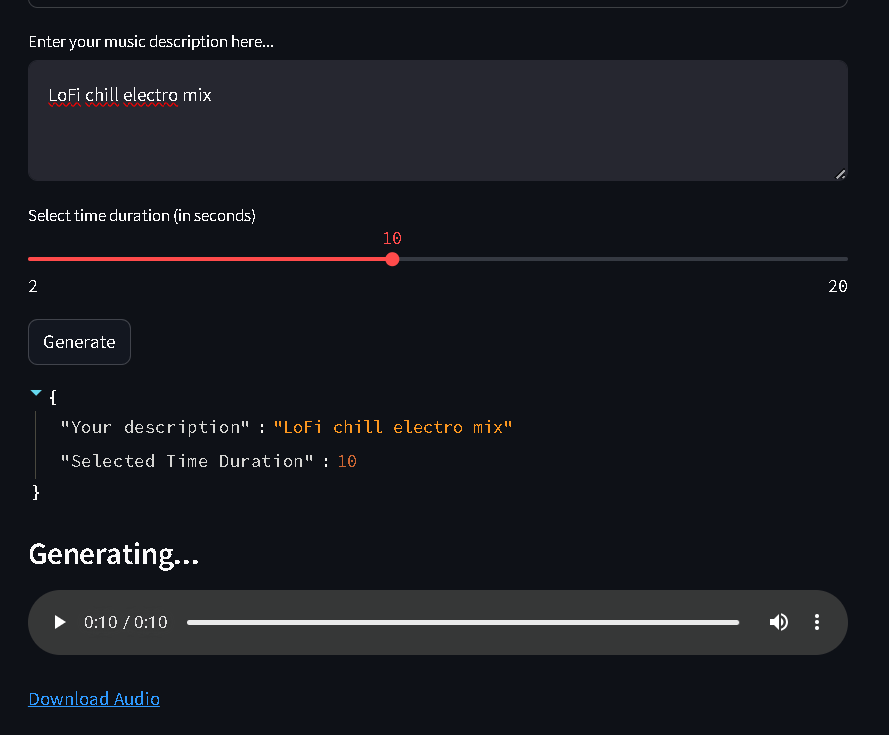 Enter your music description here...
LoFi chill electro mix
Select time duration (in seconds)
10
2 20
Generate
{
"Your description" : "LoFi chill electro mix"
"Selected Time Duration" : 10
}
Generating...
0:10 / 0:10
Download Audio